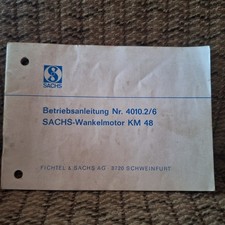 S
SACHS
Betriebsanleitung Nr. 4010.2/6
SACHS-Wankelmotor KM 48
FICHTEL & SACHS AG · 8720 SCHWEINFURT